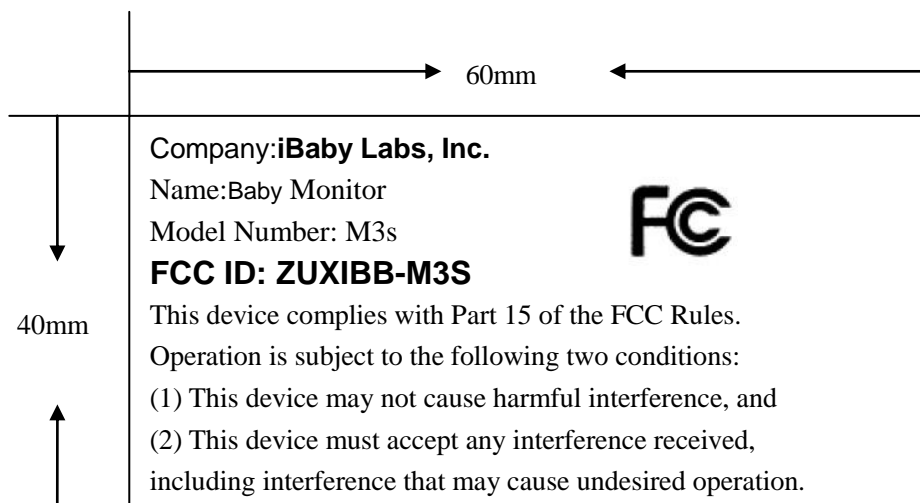 60mm
Company:iBaby Labs, Inc.
Name:Baby Monitor
Model Number: M3s
FC
FCC ID: ZUXIBB-M3S
40mm
This device complies with Part 15 of the FCC Rules.
Operation is subject to the following two conditions:
(1) This device may not cause harmful interference, and
(2) This device must accept any interference received,
including interference that may cause undesired operation.